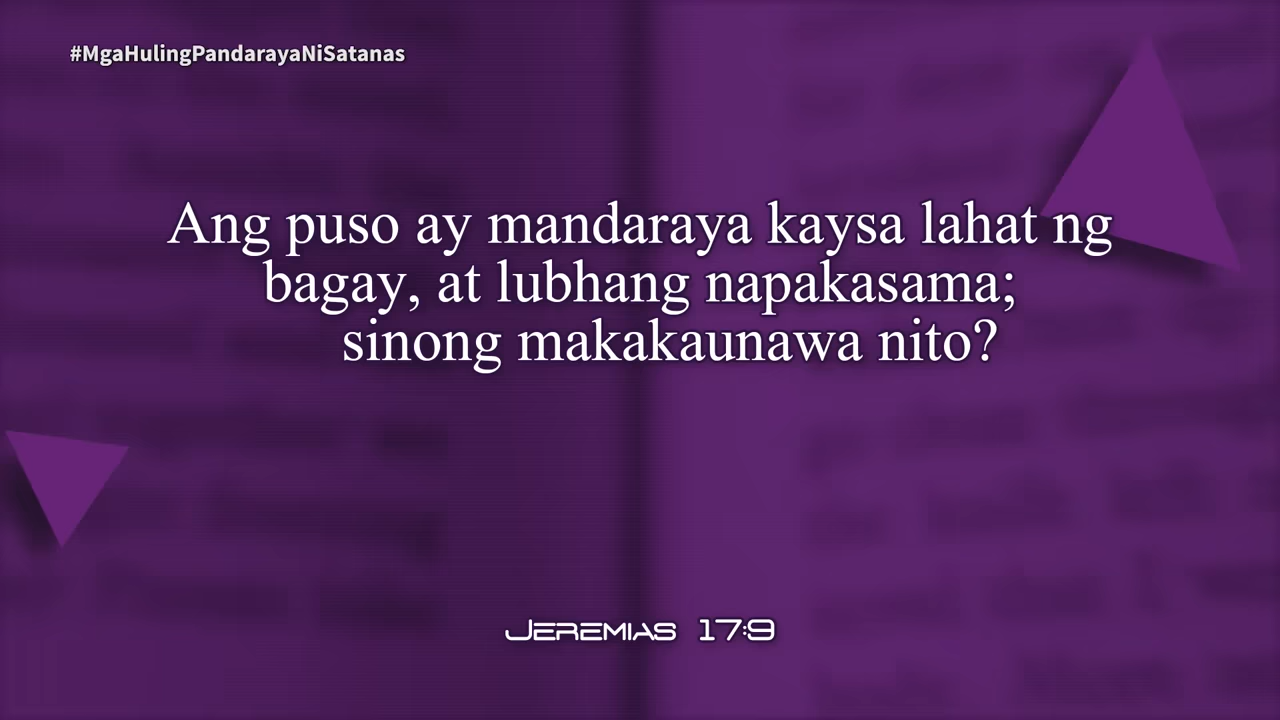 #MgaHulingPandarayaNiSatanas
Ang puso ay mandaraya kaysa lahat ng
bagay, at lubhang napakasama;
sinong makakaunawa nito?
Jeremias 17:9